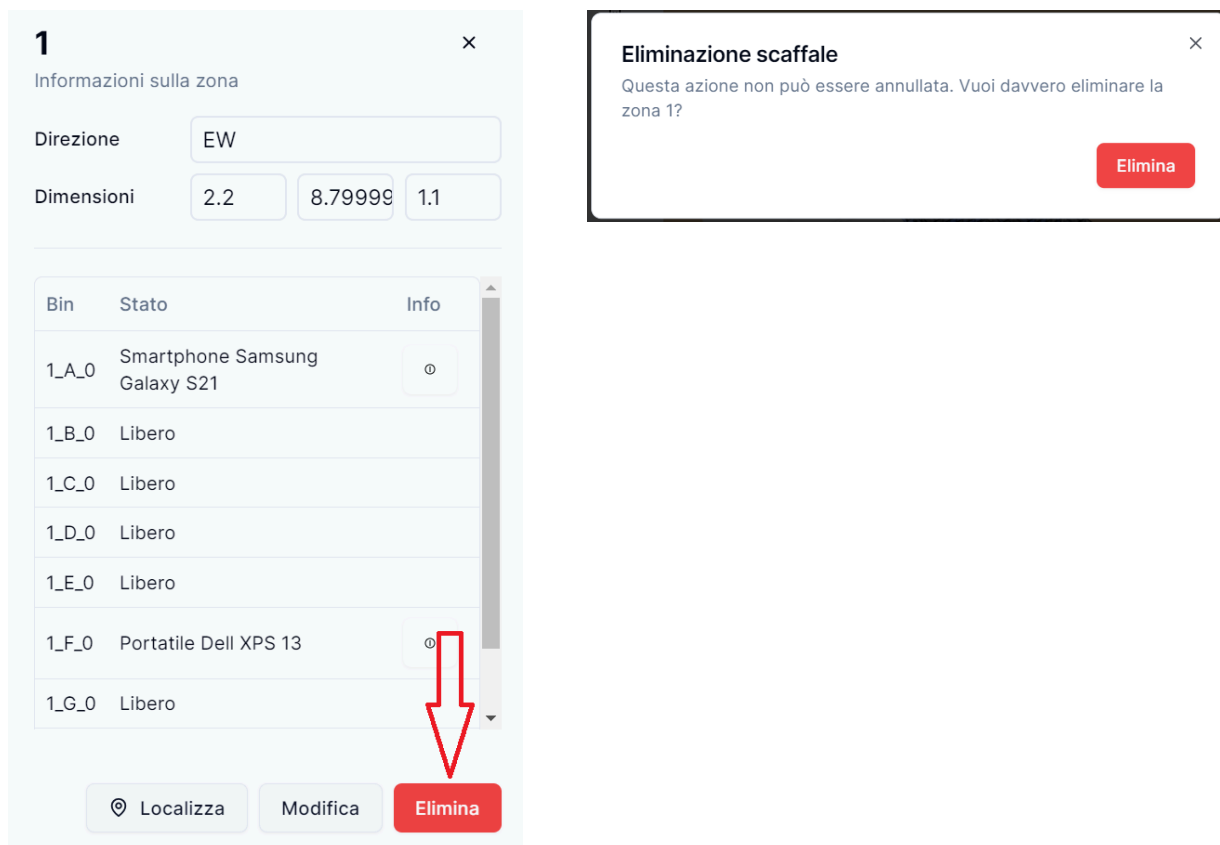 1
Informazioni sulla zona
Direzione EW
Dimensioni 2.2 8.79999 1.1
Bin Stato Info
1_A_0 Smartphone Samsung
Galaxy S21
1_B_0 Libero
1_C_0 Libero
1_D_0 Libero
1_E_0 Libero
1_F_0 Portatile Dell XPS 13
1_G_0 Libero
Localizza Modifica Elimina
Eliminazione scaffale
Questa azione non può essere annullata. Vuoi davvero eliminare la
zona 1?
Elimina